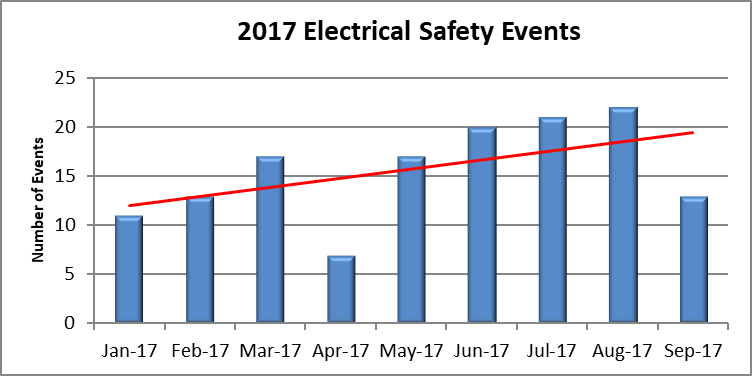 2017 Electrical Safety Events
Number of Events
25
20
15
10
5
0
Jan-17 Feb-17 Mar-17 Apr-17 May-17 Jun-17 Jul-17 Aug-17 Sep-17